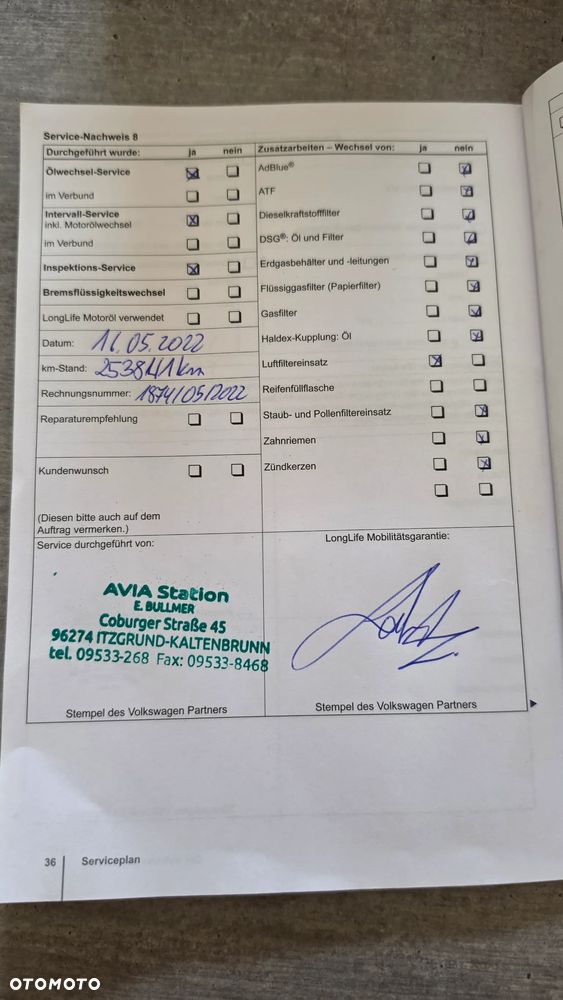 Service-Nachweis 8
Durchgeführt wurde: ja nein
Ölwechsel-Service
im Verbund
Intervall-Service
inkl. Motorölwechsel
im Verbund
Inspektions-Service
Bremsflüssigkeitswechsel
LongLife Motoröl verwendet
Datum: 16.05.2022
km-Stand: 253841 km
Rechnungsnummer: 1874/05/2022
Reparaturempfehlung
Kundenwunsch
(Diesen bitte auch auf dem
Auftrag vermerken.)
Zusatzarbeiten – Wechsel von: ja nein
AdBlue®
ATF
Dieselkraftstofffilter
DSG®: Öl und Filter
Erdgasbehälter und -leitungen
Flüssiggasfilter (Papierfilter)
Gasfilter
Haldex-Kupplung: Öl
Luftfiltereinsatz
Reifenfüllflasche
Staub- und Pollenfiltereinsatz
Zahnriemen
Zündkerzen
Service durchgeführt von:
AVIA Station
E. BULLMER
Coburger Straße 45
96274 ITZGRUND-KALTENBRUNN
tel. 09533-268 Fax: 09533-8468
Stempel des Volkswagen Partners
LongLife Mobilitätsgarantie:
Stempel des Volkswagen Partners
36 Serviceplan
OTOMOTO